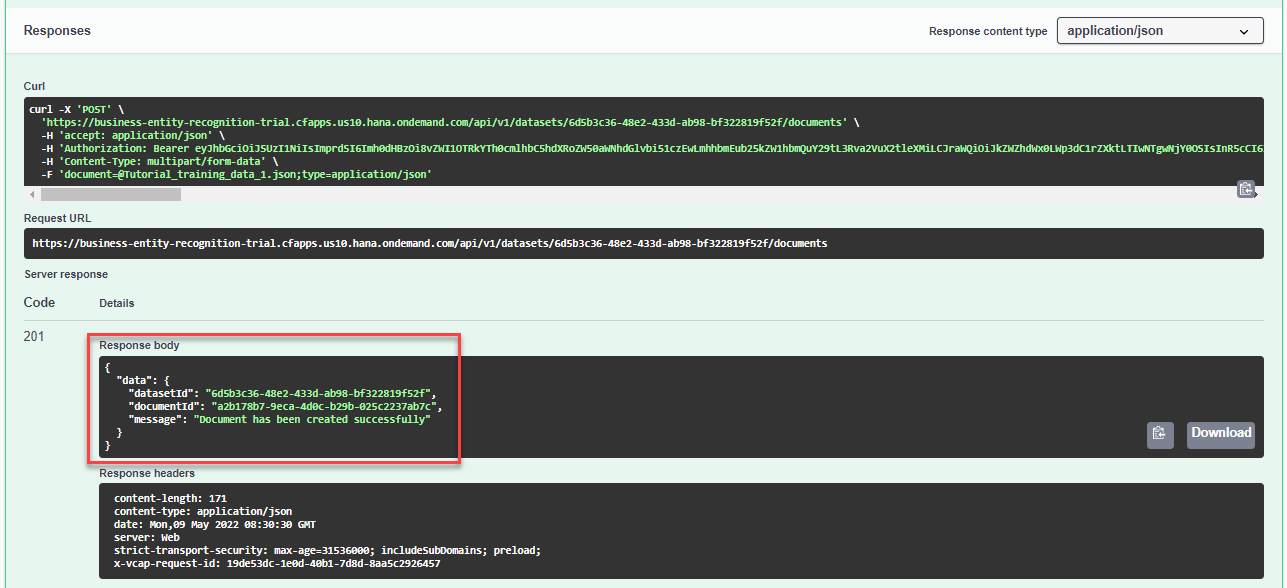 Responses
Response content type application/json
Curl
curl -X 'POST' \
'https://business-entity-recognition-trial.cfapps.us10.hana.ondemand.com/api/v1/datasets/6d5b3c36-48e2-433d-ab98-bf322819f52f/documents' \
-H 'accept: application/json' \
-H 'Authorization: Bearer
-H 'Content-Type: multipart/form-data' \
-F 'document=@Tutorial_training_data_1.json;type=application/json'
Request URL
https://business-entity-recognition-trial.cfapps.us10.hana.ondemand.com/api/v1/datasets/6d5b3c36-48e2-433d-ab98-bf322819f52f/documents
Server response
Code Details
201
Response body
{
"data": {
"datasetId": "6d5b3c36-48e2-433d-ab98-bf322819f52f",
"documentId": "a2b178b7-9eca-4d0c-b29b-025c2237ab7c",
"message": "Document has been created successfully"
}
}
Download
Response headers
content-length: 171
content-type: application/json
date: Mon,09 May 2022 08:30:30 GMT
server: Web
strict-transport-security: max-age=31536000; includeSubDomains; preload;
x-vcap-request-id: 19de53dc-1e0d-40b1-7d8d-8aa5c2926457